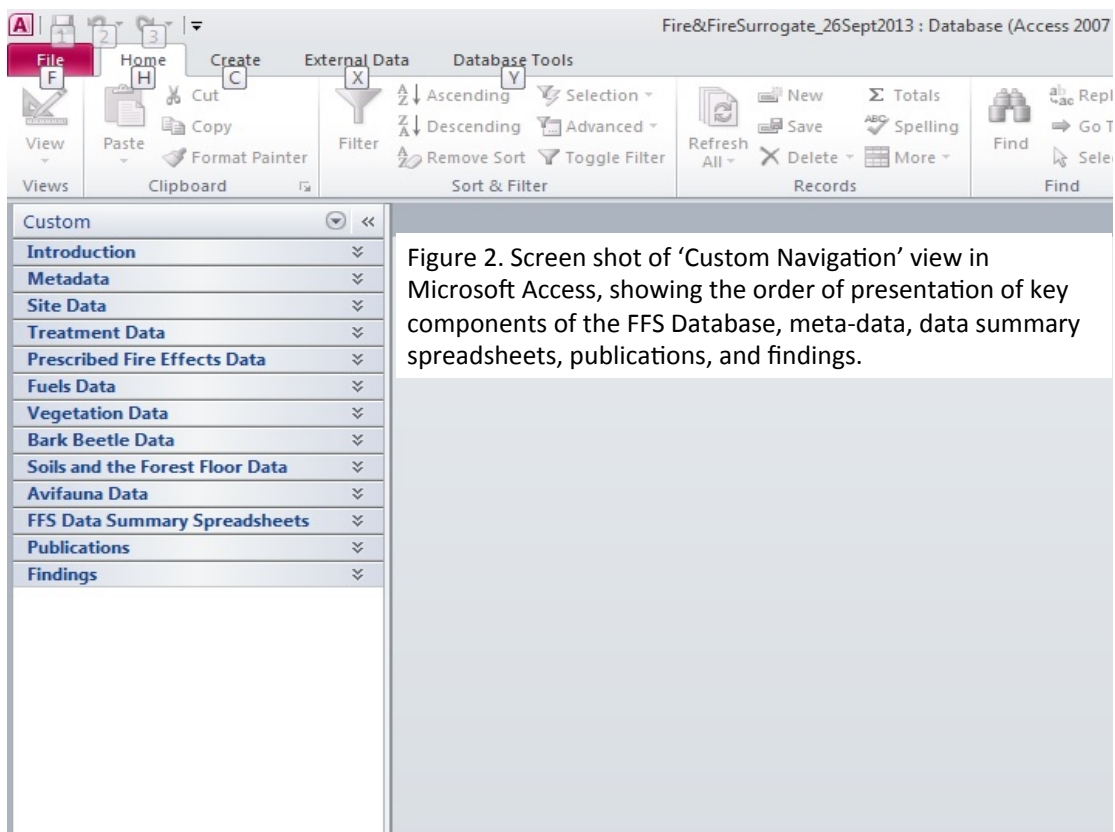 A
1 2 3
Fire&FireSurrogate_26Sept2013 : Database (Access 2007
File Home Create External Data Database Tools
F H C X Y
View
Views
Paste
Cut
Copy
Format Painter
Clipboard
Filter
Ascending
Descending
Remove Sort
Selection
Advanced
Toggle Filter
Sort & Filter
Refresh
All
New
Save
Delete
Σ Totals
Spelling
More
Records
Find
Repl
Go T
Sele
Find
Custom
Introduction
Metadata
Site Data
Treatment Data
Prescribed Fire Effects Data
Fuels Data
Vegetation Data
Bark Beetle Data
Soils and the Forest Floor Data
Avifauna Data
FFS Data Summary Spreadsheets
Publications
Findings
Figure 2. Screen shot of ‘Custom Navigation’ view in
Microsoft Access, showing the order of presentation of key
components of the FFS Database, meta-data, data summary
spreadsheets, publications, and findings.